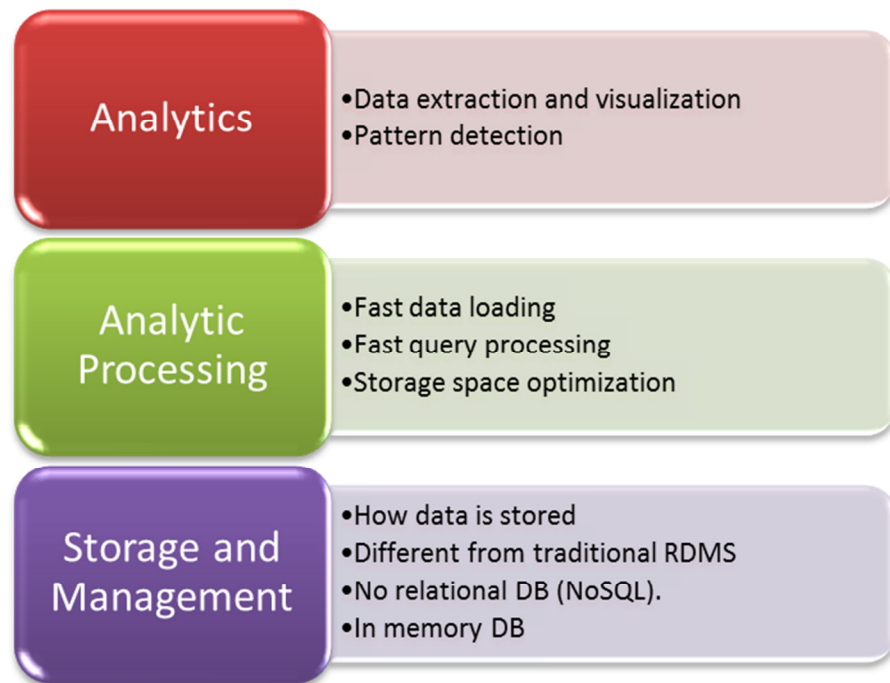 Analytics
•Data extraction and visualization
•Pattern detection
Analytic
Processing
•Fast data loading
•Fast query processing
•Storage space optimization
Storage and
Management
•How data is stored
•Different from traditional RDMS
•No relational DB (NoSQL).
•In memory DB